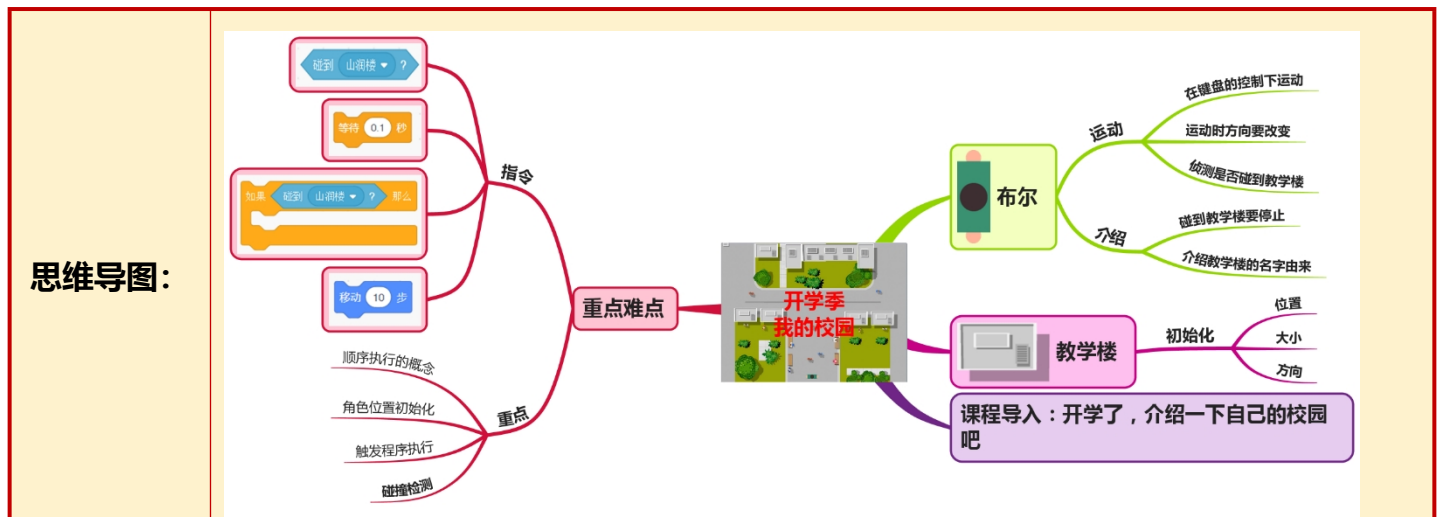 思维导图：
碰到 山润楼 ？
等待 0.1 秒
如果 碰到 山润楼 ？ 那么
移动 10 步
指令
顺序执行的概念
角色位置初始化
触发程序执行
碰撞检测
重点
重点难点
开学季
我的校园
布尔
运动
在键盘的控制下运动
运动时方向要改变
侦测是否碰到教学楼
介绍
碰到教学楼要停止
介绍教学楼的名字由来
教学楼
初始化
位置
大小
方向
课程导入：开学了，介绍一下自己的校园
吧